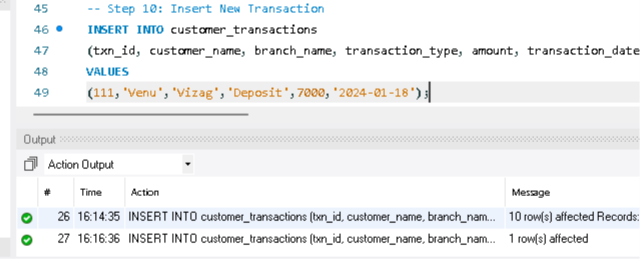 45 -- Step 10: Insert New Transaction
46 INSERT INTO customer_transactions
47 (txn_id, customer_name, branch_name, transaction_type, amount, transaction_date
48 VALUES
49 (111,'Venu','Vizag','Deposit',7000,'2024-01-18');
Output
Action Output
# Time Action Message
26 16:14:35 INSERT INTO customer_transactions (txn_id, customer_name, branch_nam... 10 row(s) affected Records:
27 16:16:36 INSERT INTO customer_transactions (txn_id, customer_name, branch_nam... 1 row(s) affected